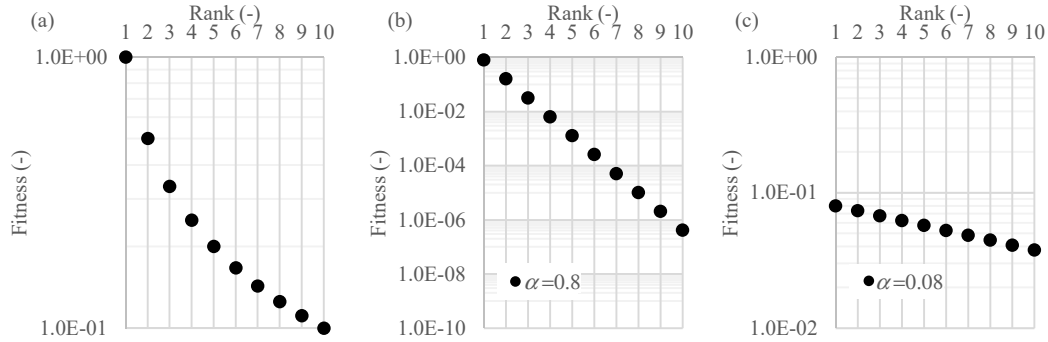 (a)
Rank (-)
1 2 3 4 5 6 7 8 9 10
1.0E+00
1.0E-01
Fitness (-)
(b)
Rank (-)
1 2 3 4 5 6 7 8 9 10
1.0E+00
1.0E-02
1.0E-04
1.0E-06
1.0E-08
1.0E-10
Fitness (-)
α=0.8
(c)
Rank (-)
1 2 3 4 5 6 7 8 9 10
1.0E+00
1.0E-01
1.0E-02
Fitness (-)
α=0.08